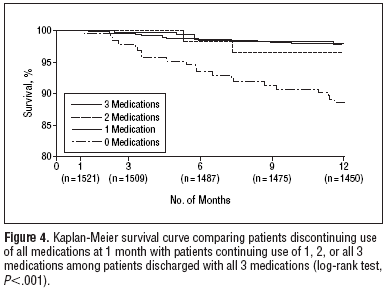 100
95
90
85
80
Survival, %
3 Medications
2 Medications
1 Medication
0 Medications
0 1 3 6 9 12
(n=1521) (n=1509) (n=1487) (n=1475) (n=1450)
No. of Months
Figure 4. Kaplan-Meier survival curve comparing patients discontinuing use
of all medications at 1 month with patients continuing use of 1, 2, or all 3
medications among patients discharged with all 3 medications (log-rank test,
P<.001).